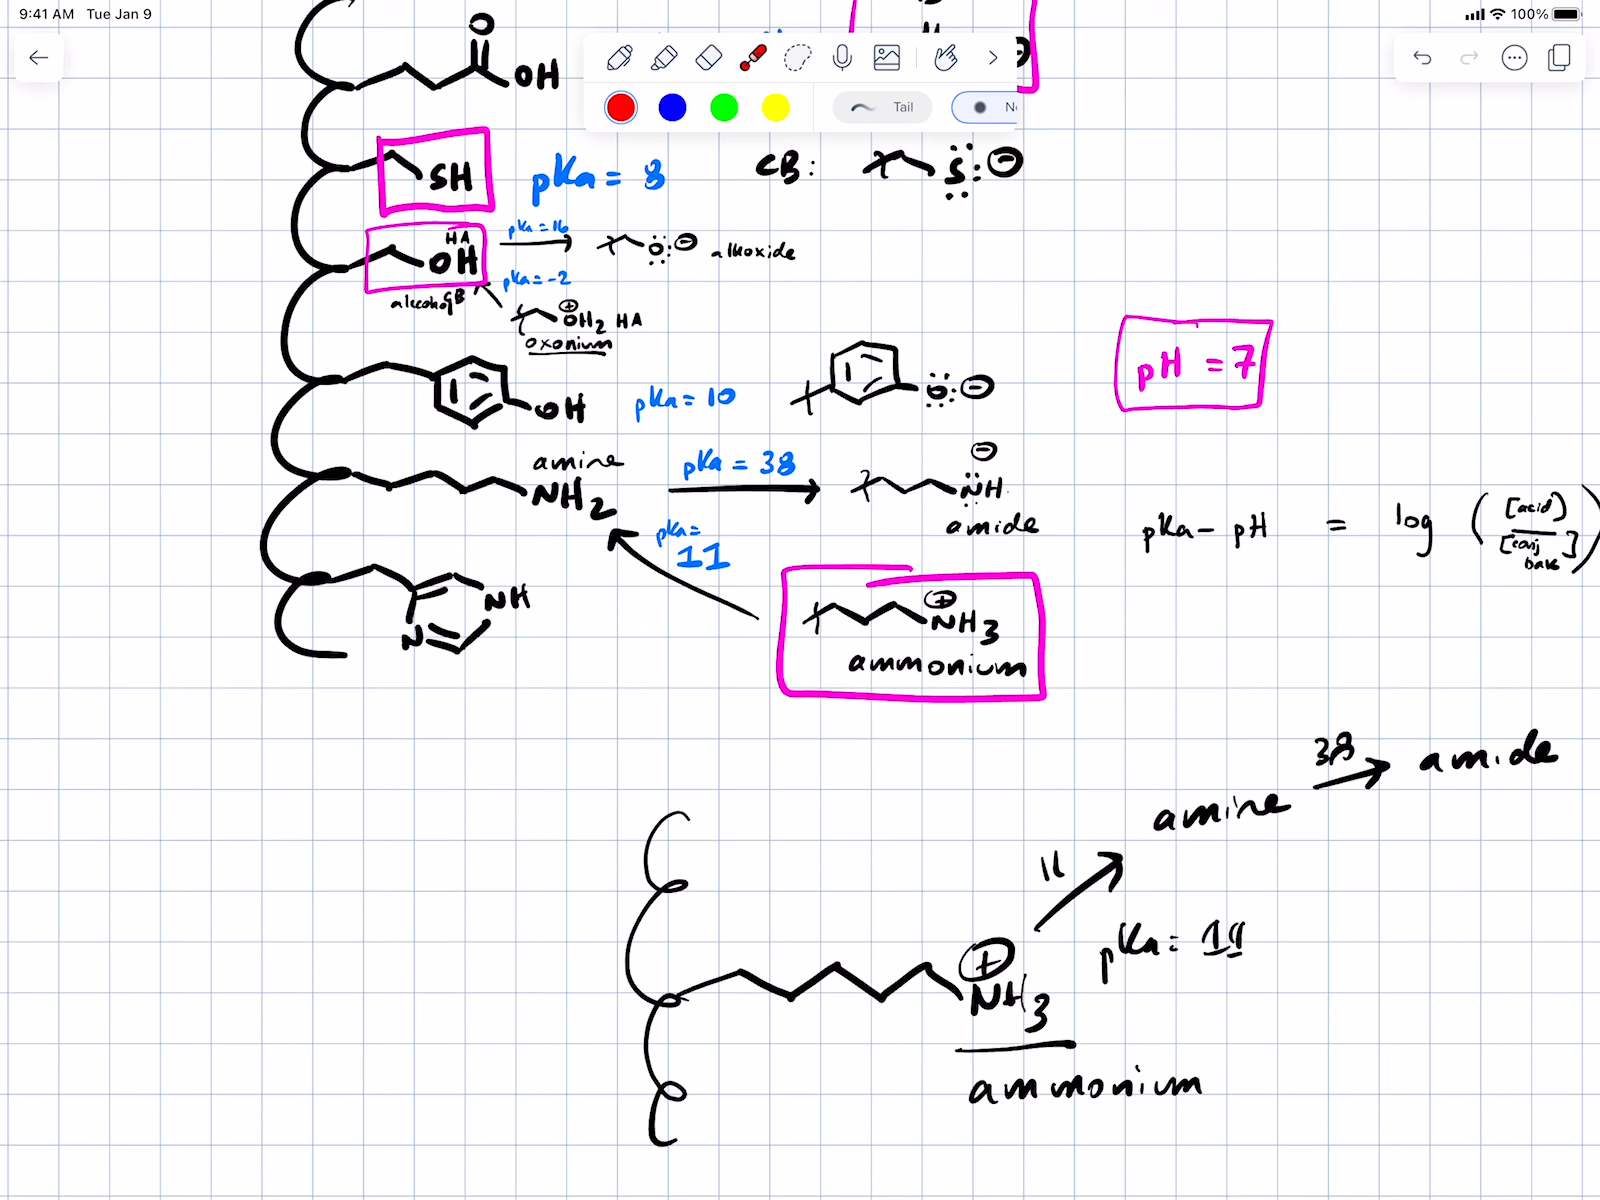 9:41 AM Tue Jan 9
100%
Tail
O
OH
SH
pKa = 8
CB:
S:
HA
OH
pKa = 16
O:
alkoxide
pKa = -2
alcohol
CB
OH2 HA
oxonium
pH = 7
OH
pKa = 10
O:
amine
NH2
pKa = 38
NH
amide
pKa = 11
pKa - pH = log ([acid] / [conj base])
NH
N
NH3
ammonium
38
amide
amine
11
pKa = 11
NH3
ammonium